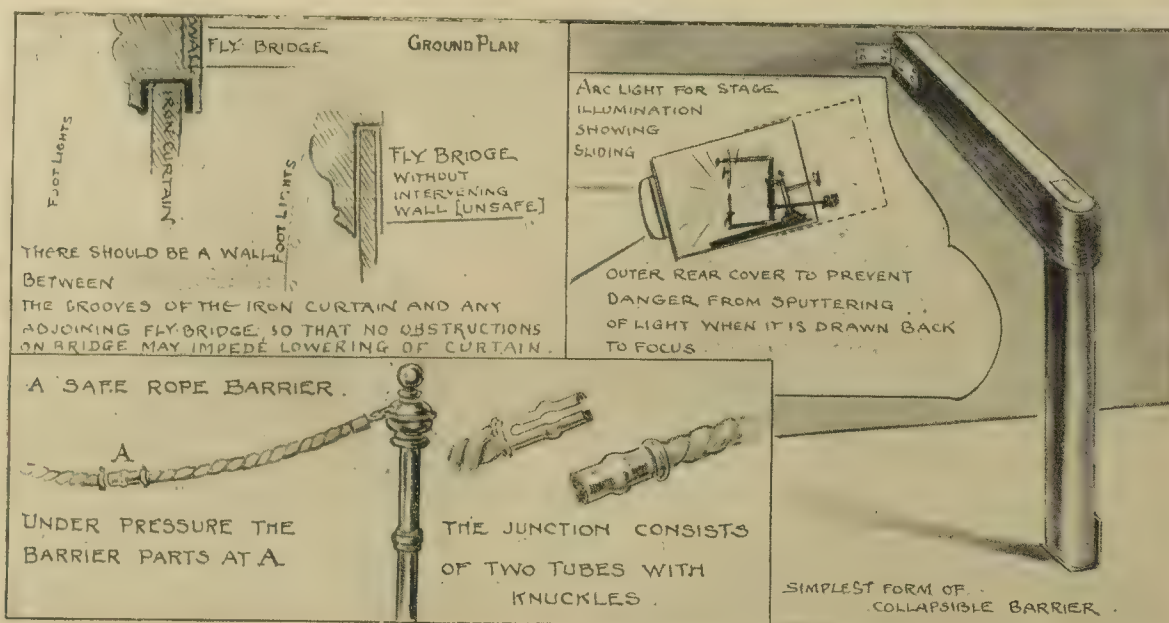 WALL
FLY BRIDGE
GROUND PLAN
IRON CURTAIN
FOOT LIGHTS
FOOT LIGHTS
FLY BRIDGE
WITHOUT
INTERVENING
WALL [UNSAFE]
THERE SHOULD BE A WALL
BETWEEN
THE GROOVES OF THE IRON CURTAIN AND ANY
ADJOINING FLY-BRIDGE, SO THAT NO OBSTRUCTIONS
ON BRIDGE MAY IMPEDE LOWERING OF CURTAIN.
ARC LIGHT FOR STAGE
ILLUMINATION
SHOWING
SLIDING
OUTER REAR COVER TO PREVENT
DANGER FROM SPUTTERING
OF LIGHT WHEN IT IS DRAWN BACK
TO FOCUS.
A SAFE ROPE BARRIER.
A
UNDER PRESSURE THE
BARRIER PARTS AT A
THE JUNCTION CONSISTS
OF TWO TUBES WITH
KNUCKLES.
SIMPLEST FORM OF
COLLAPSIBLE BARRIER.